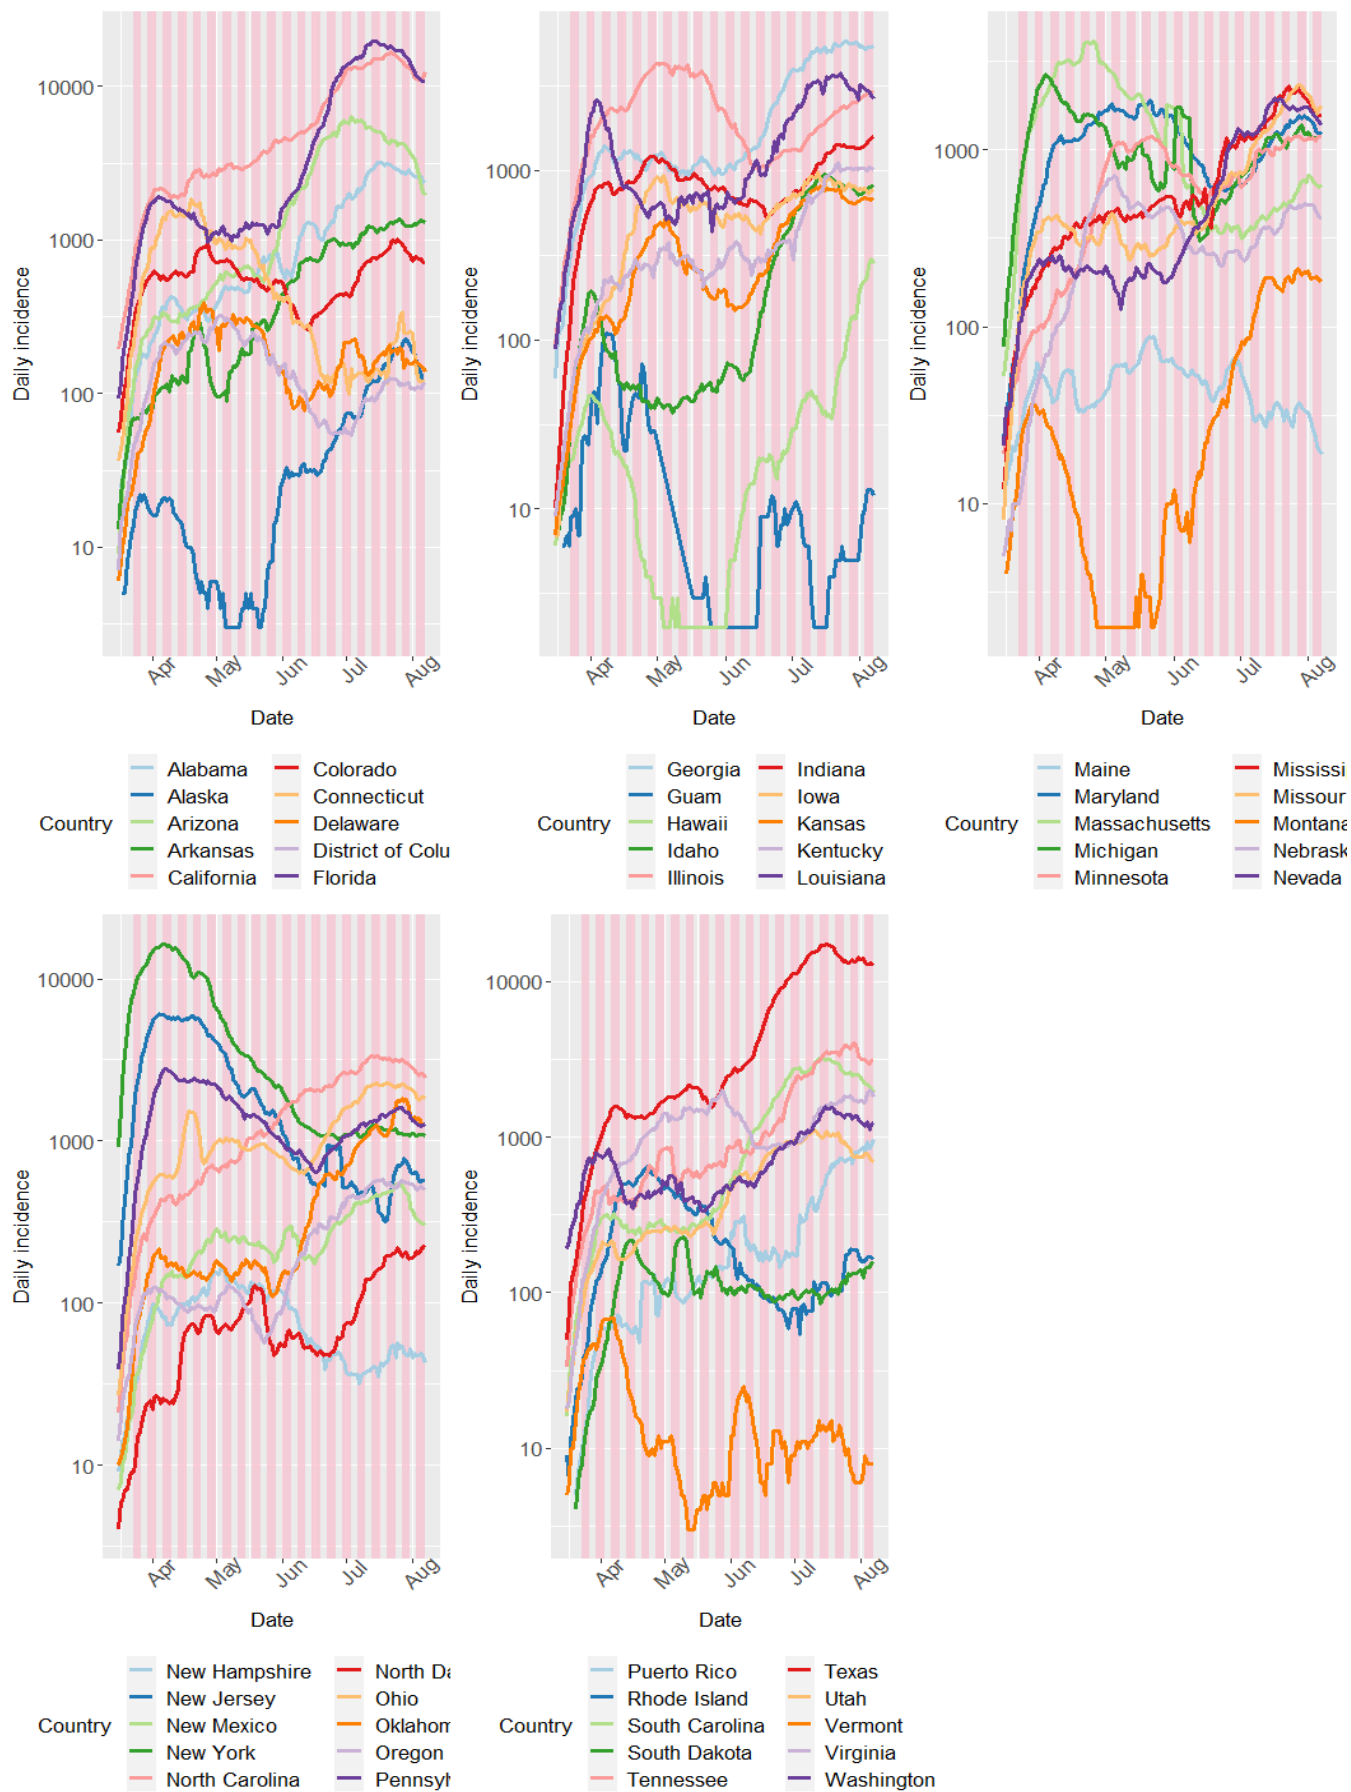 Daily incidence
10000
1000
100
10
Apr May Jun Jul Aug
Date
Country
Alabama Colorado
Alaska Connecticut
Arizona Delaware
Arkansas District of Colu
California Florida
Daily incidence
1000
100
10
Apr May Jun Jul Aug
Date
Country
Georgia Indiana
Guam Iowa
Hawaii Kansas
Idaho Kentucky
Illinois Louisiana
Daily incidence
1000
100
10
Apr May Jun Jul Aug
Date
Country
Maine Mississi
Maryland Missour
Massachusetts Montana
Michigan Nebrask
Minnesota Nevada
Daily incidence
10000
1000
100
10
Apr May Jun Jul Aug
Date
Country
New Hampshire North Da
New Jersey Ohio
New Mexico Oklahom
New York Oregon
North Carolina Pennsyl
Daily incidence
10000
1000
100
10
Apr May Jun Jul Aug
Date
Country
Puerto Rico Texas
Rhode Island Utah
South Carolina Vermont
South Dakota Virginia
Tennessee Washington